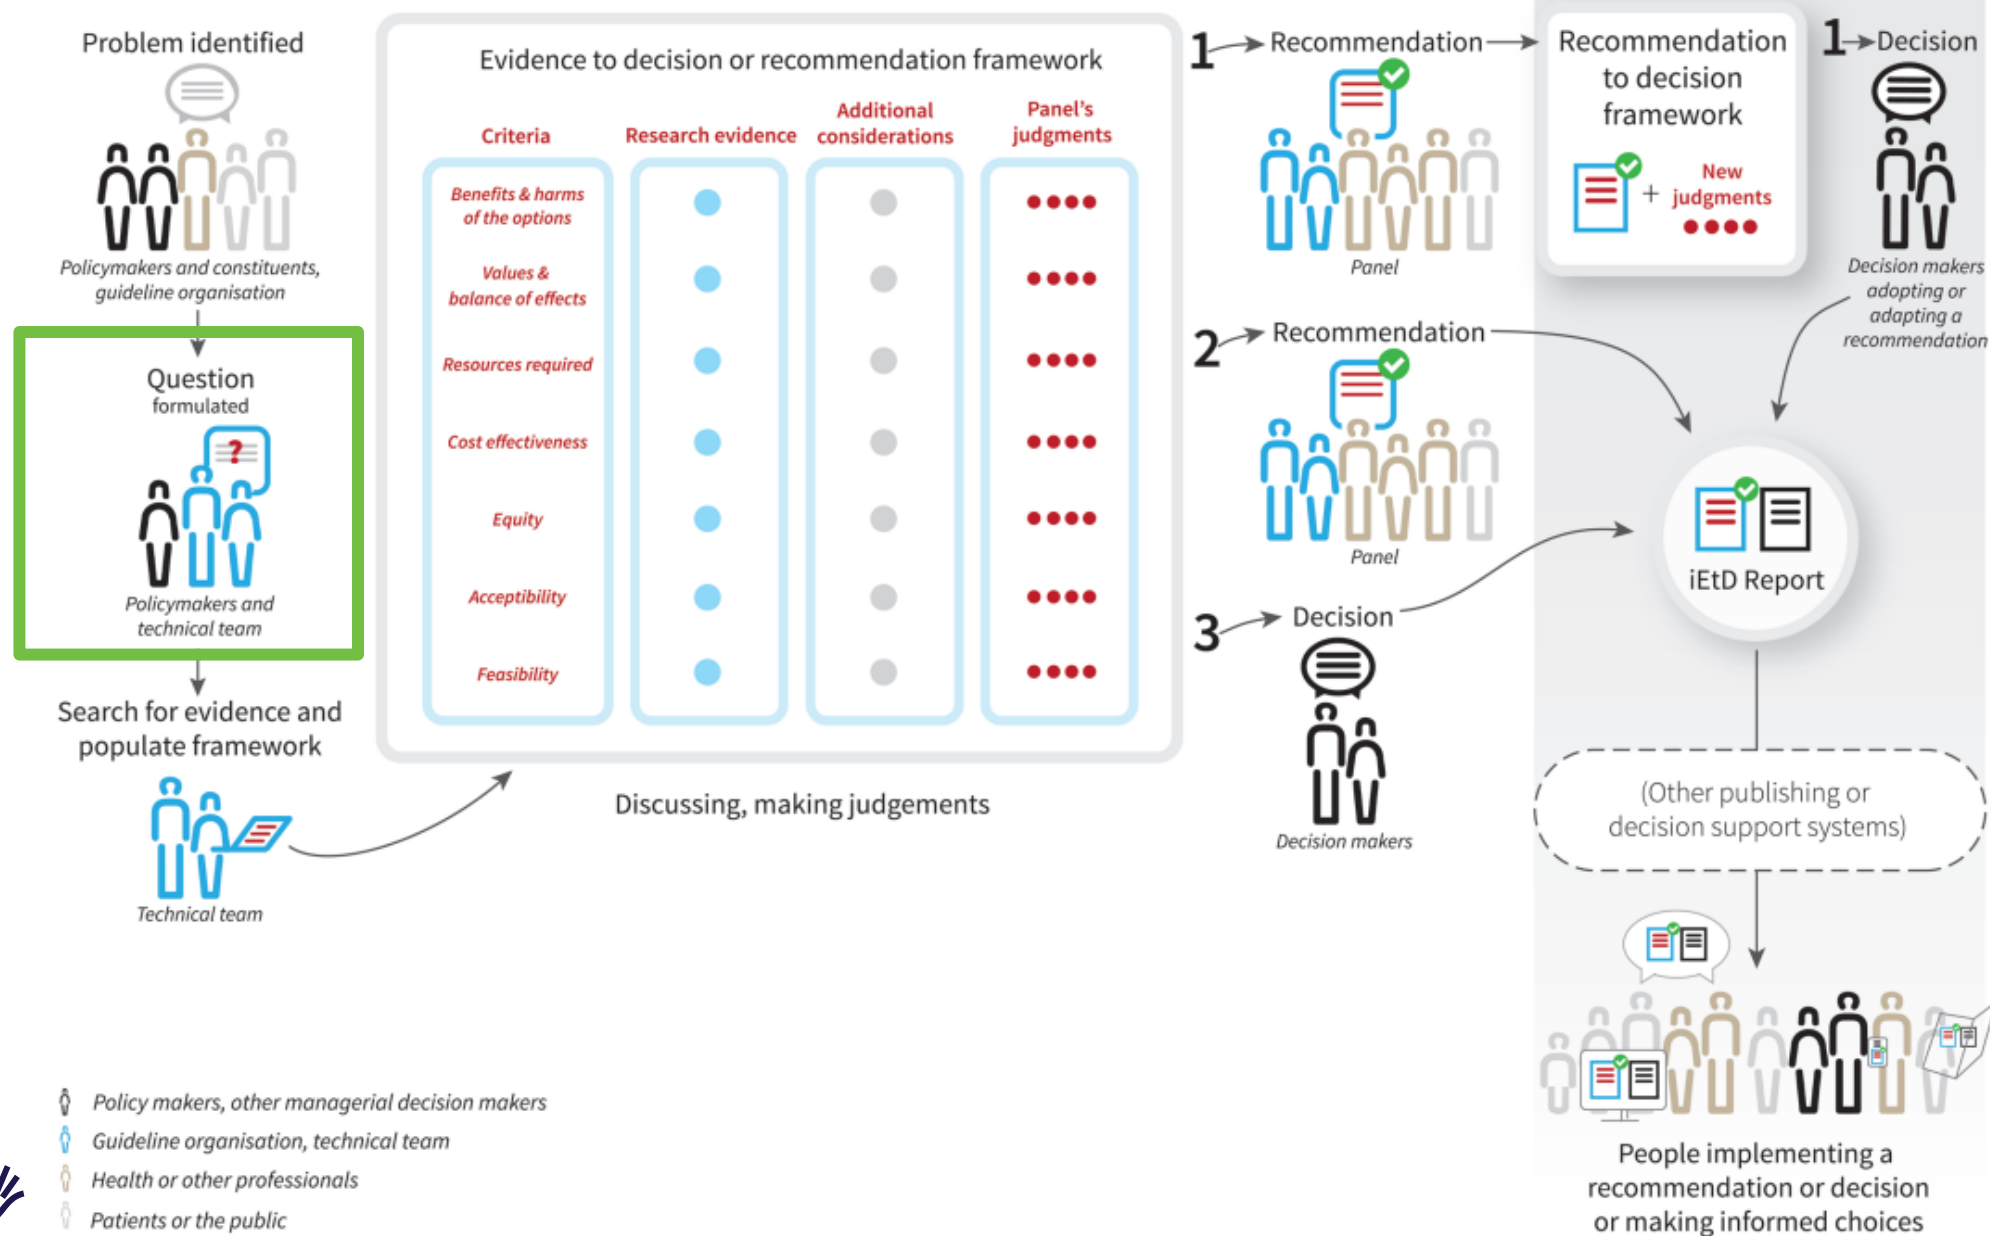 Problem identified
Policymakers and constituents,
guideline organisation
Question
formulated
?
Policymakers and
technical team
Search for evidence and
populate framework
Technical team
Evidence to decision or recommendation framework
Criteria
Research evidence
Additional
considerations
Panel's
judgments
Benefits & harms
of the options
Values &
balance of effects
Resources required
Cost effectiveness
Equity
Acceptibility
Feasibility
Discussing, making judgements
1
Recommendation
Panel
2
Recommendation
Panel
3
Decision
Decision makers
Recommendation
to decision
framework
+
New
judgments
1
Decision
Decision makers
adopting or
adapting a
recommendation
iEtD Report
(Other publishing or
decision support systems)
People implementing a
recommendation or decision
or making informed choices
Policy makers, other managerial decision makers
Guideline organisation, technical team
Health or other professionals
Patients or the public